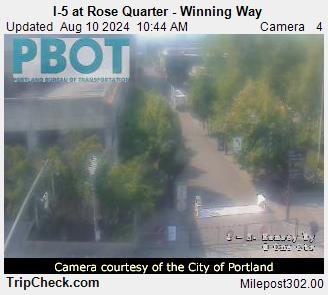 I-5 at Rose Quarter - Winning Way
Updated Aug 10 2024 10:44 AM Camera 4
PBOT
PORTLAND BUREAU OF TRANSPORTATION
Camera courtesy of the City of Portland
TripCheck.com Milepost302.00